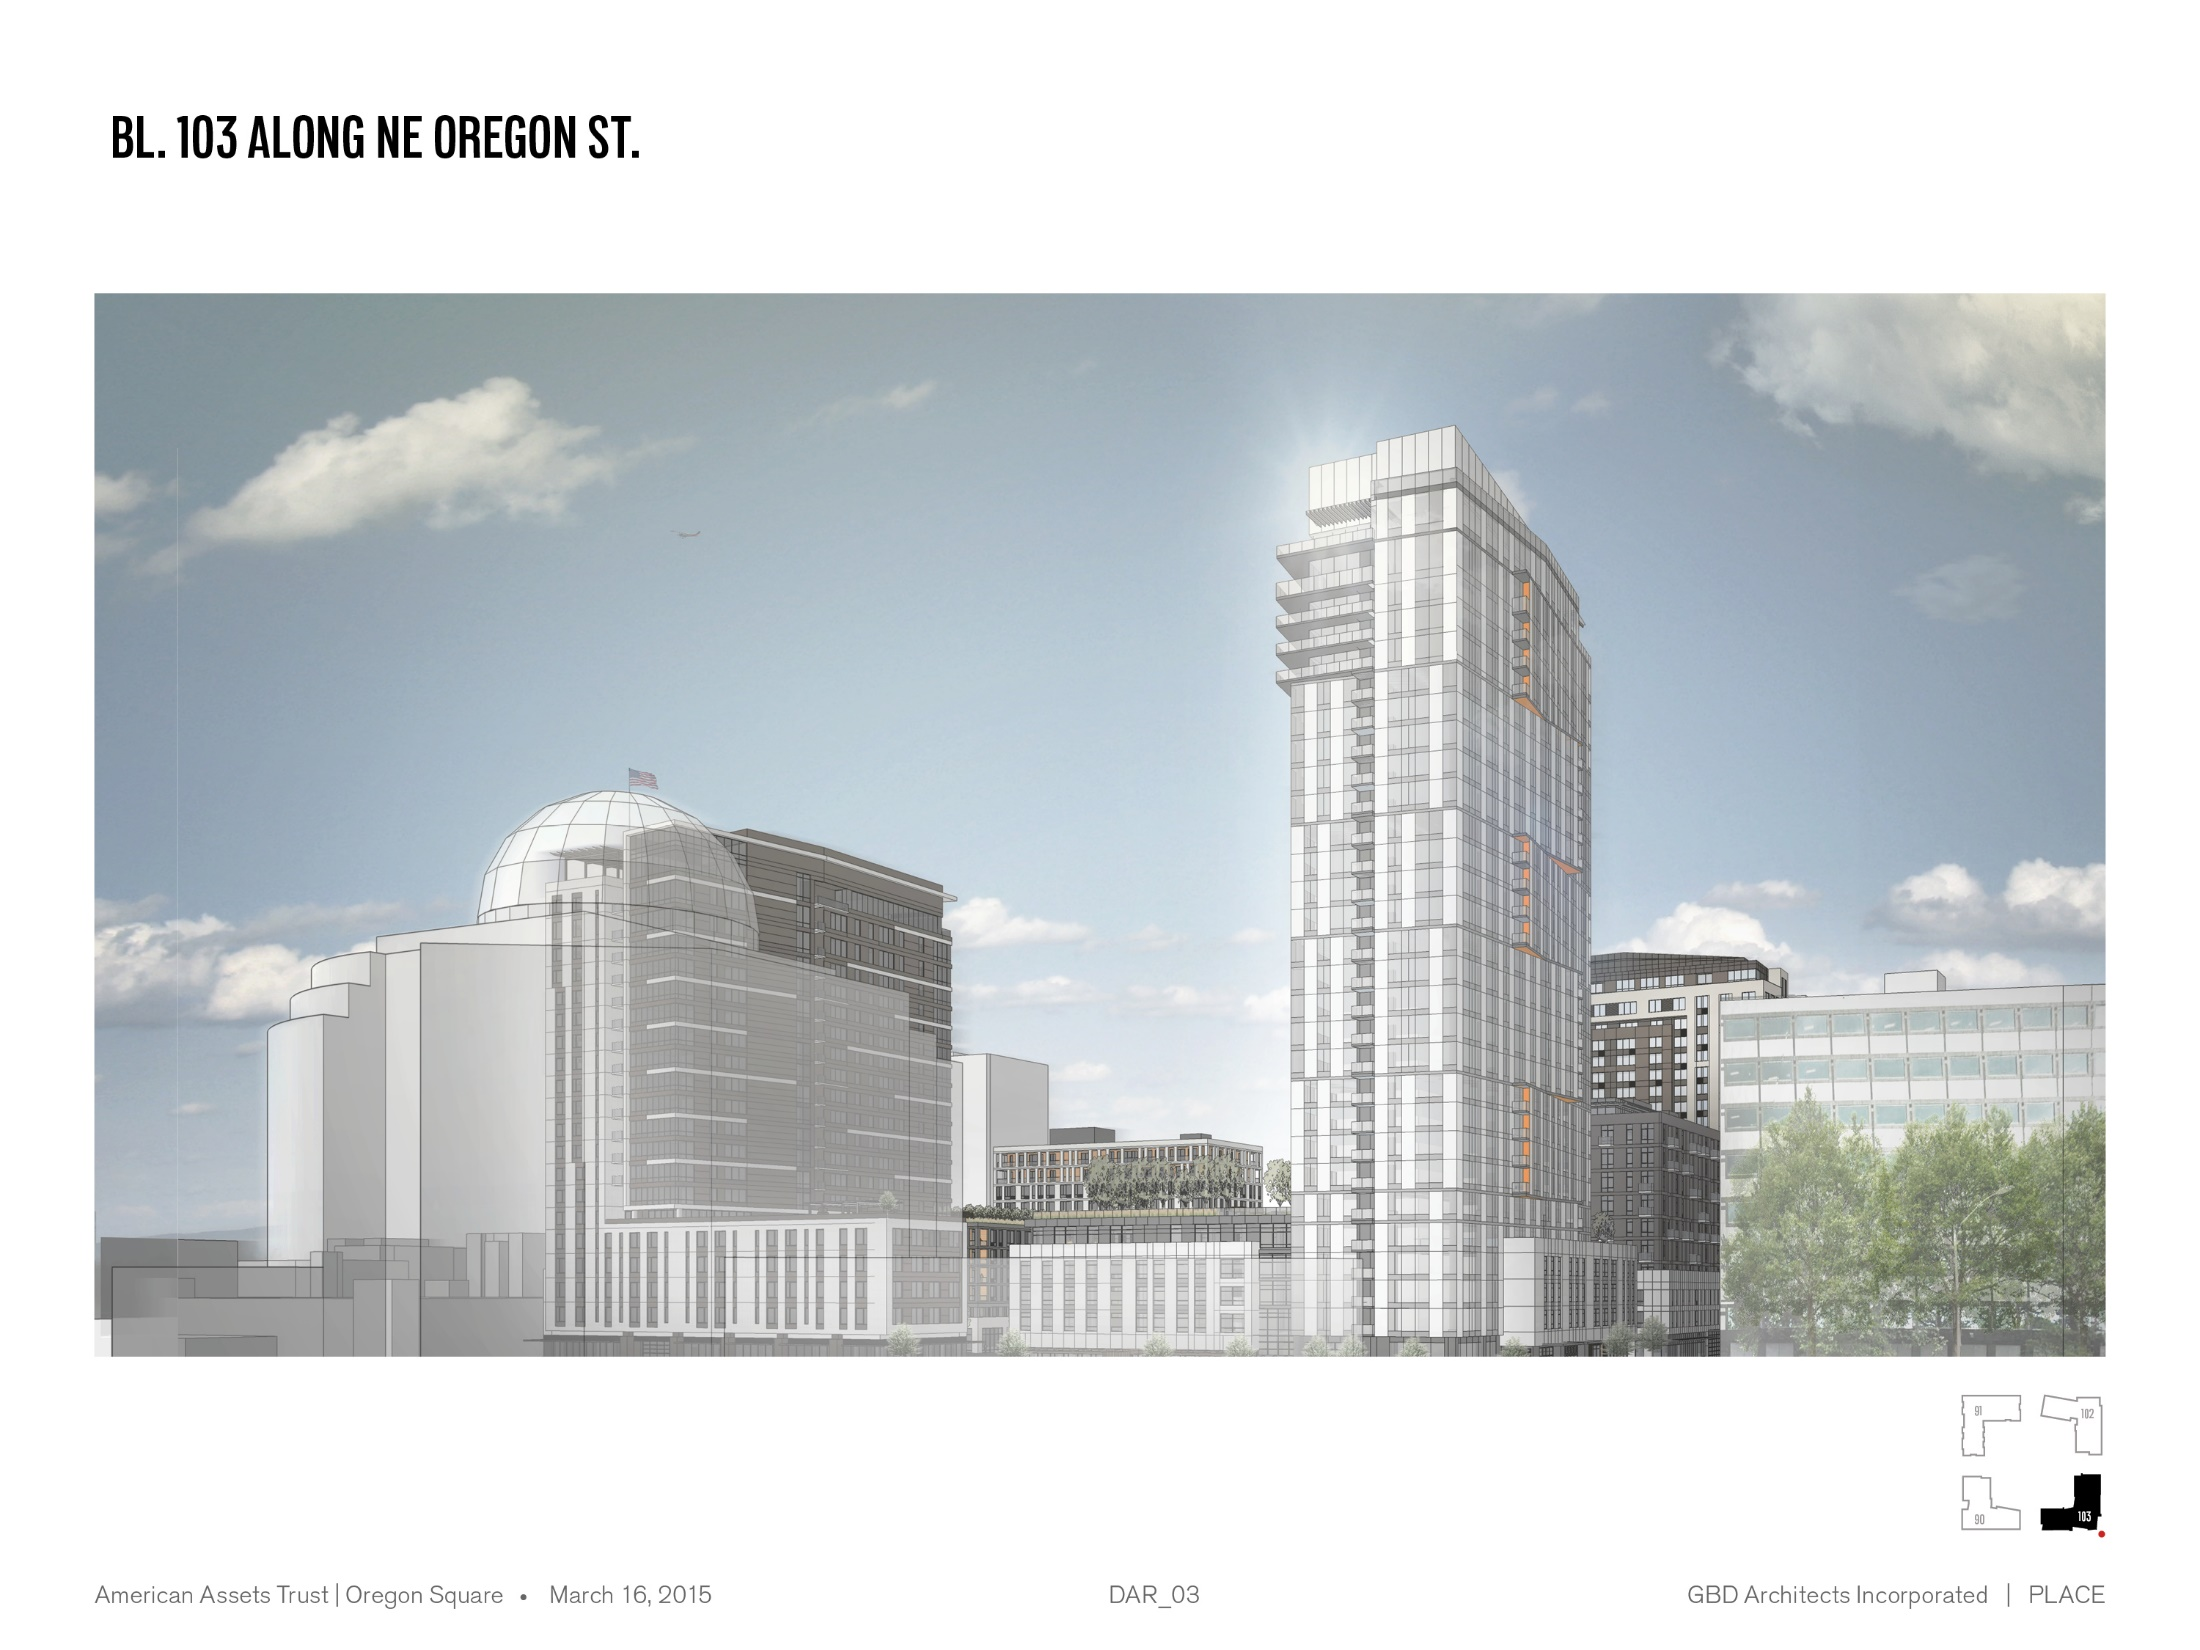 BL. 103 ALONG NE OREGON ST.
91
102
90
103
American Assets Trust | Oregon Square • March 16, 2015
DAR_03
GBD Architects Incorporated | PLACE